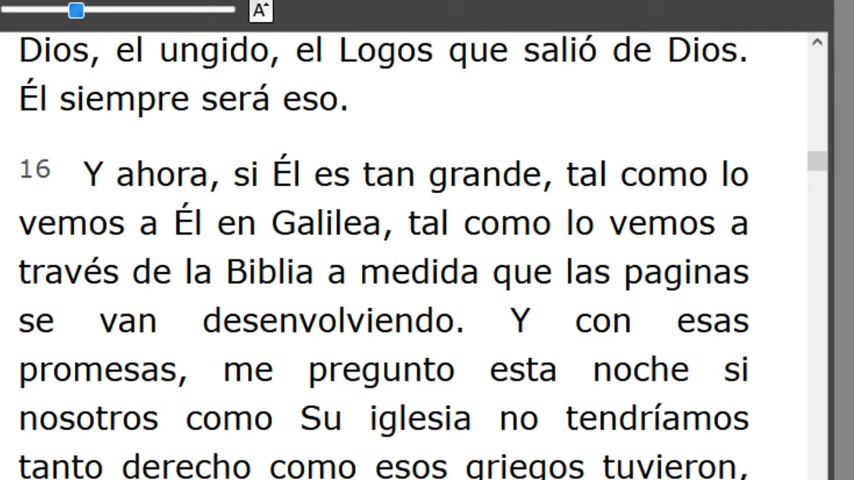 A
Dios, el ungido, el Logos que salió de Dios.
Él siempre será eso.
16 Y ahora, si Él es tan grande, tal como lo
vemos a Él en Galilea, tal como lo vemos a
través de la Biblia a medida que las paginas
se van desenvolviendo. Y con esas
promesas, me pregunto esta noche si
nosotros como Su iglesia no tendríamos
tanto derecho como esos griegos tuvieron,